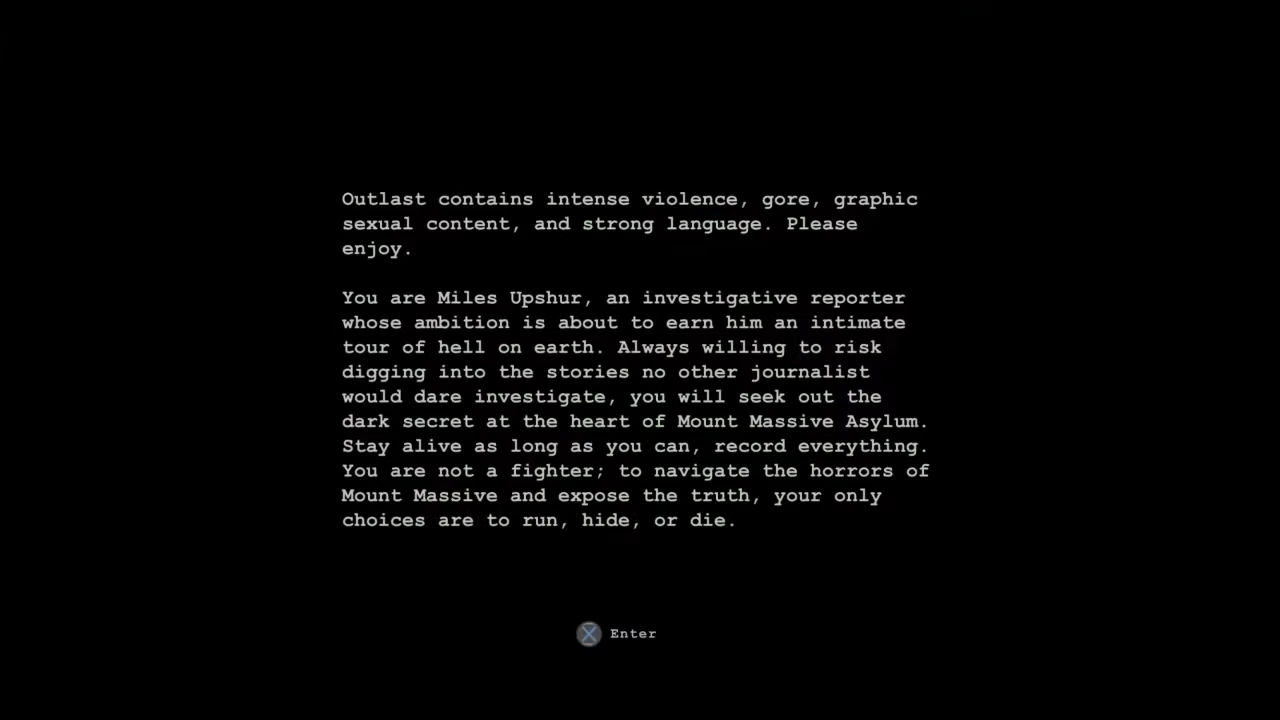 Outlast contains intense violence, gore, graphic
sexual content, and strong language. Please
enjoy.
You are Miles Upshur, an investigative reporter
whose ambition is about to earn him an intimate
tour of hell on earth. Always willing to risk
digging into the stories no other journalist
would dare investigate, you will seek out the
dark secret at the heart of Mount Massive Asylum.
Stay alive as long as you can, record everything.
You are not a fighter; to navigate the horrors of
Mount Massive and expose the truth, your only
choices are to run, hide, or die.
Enter